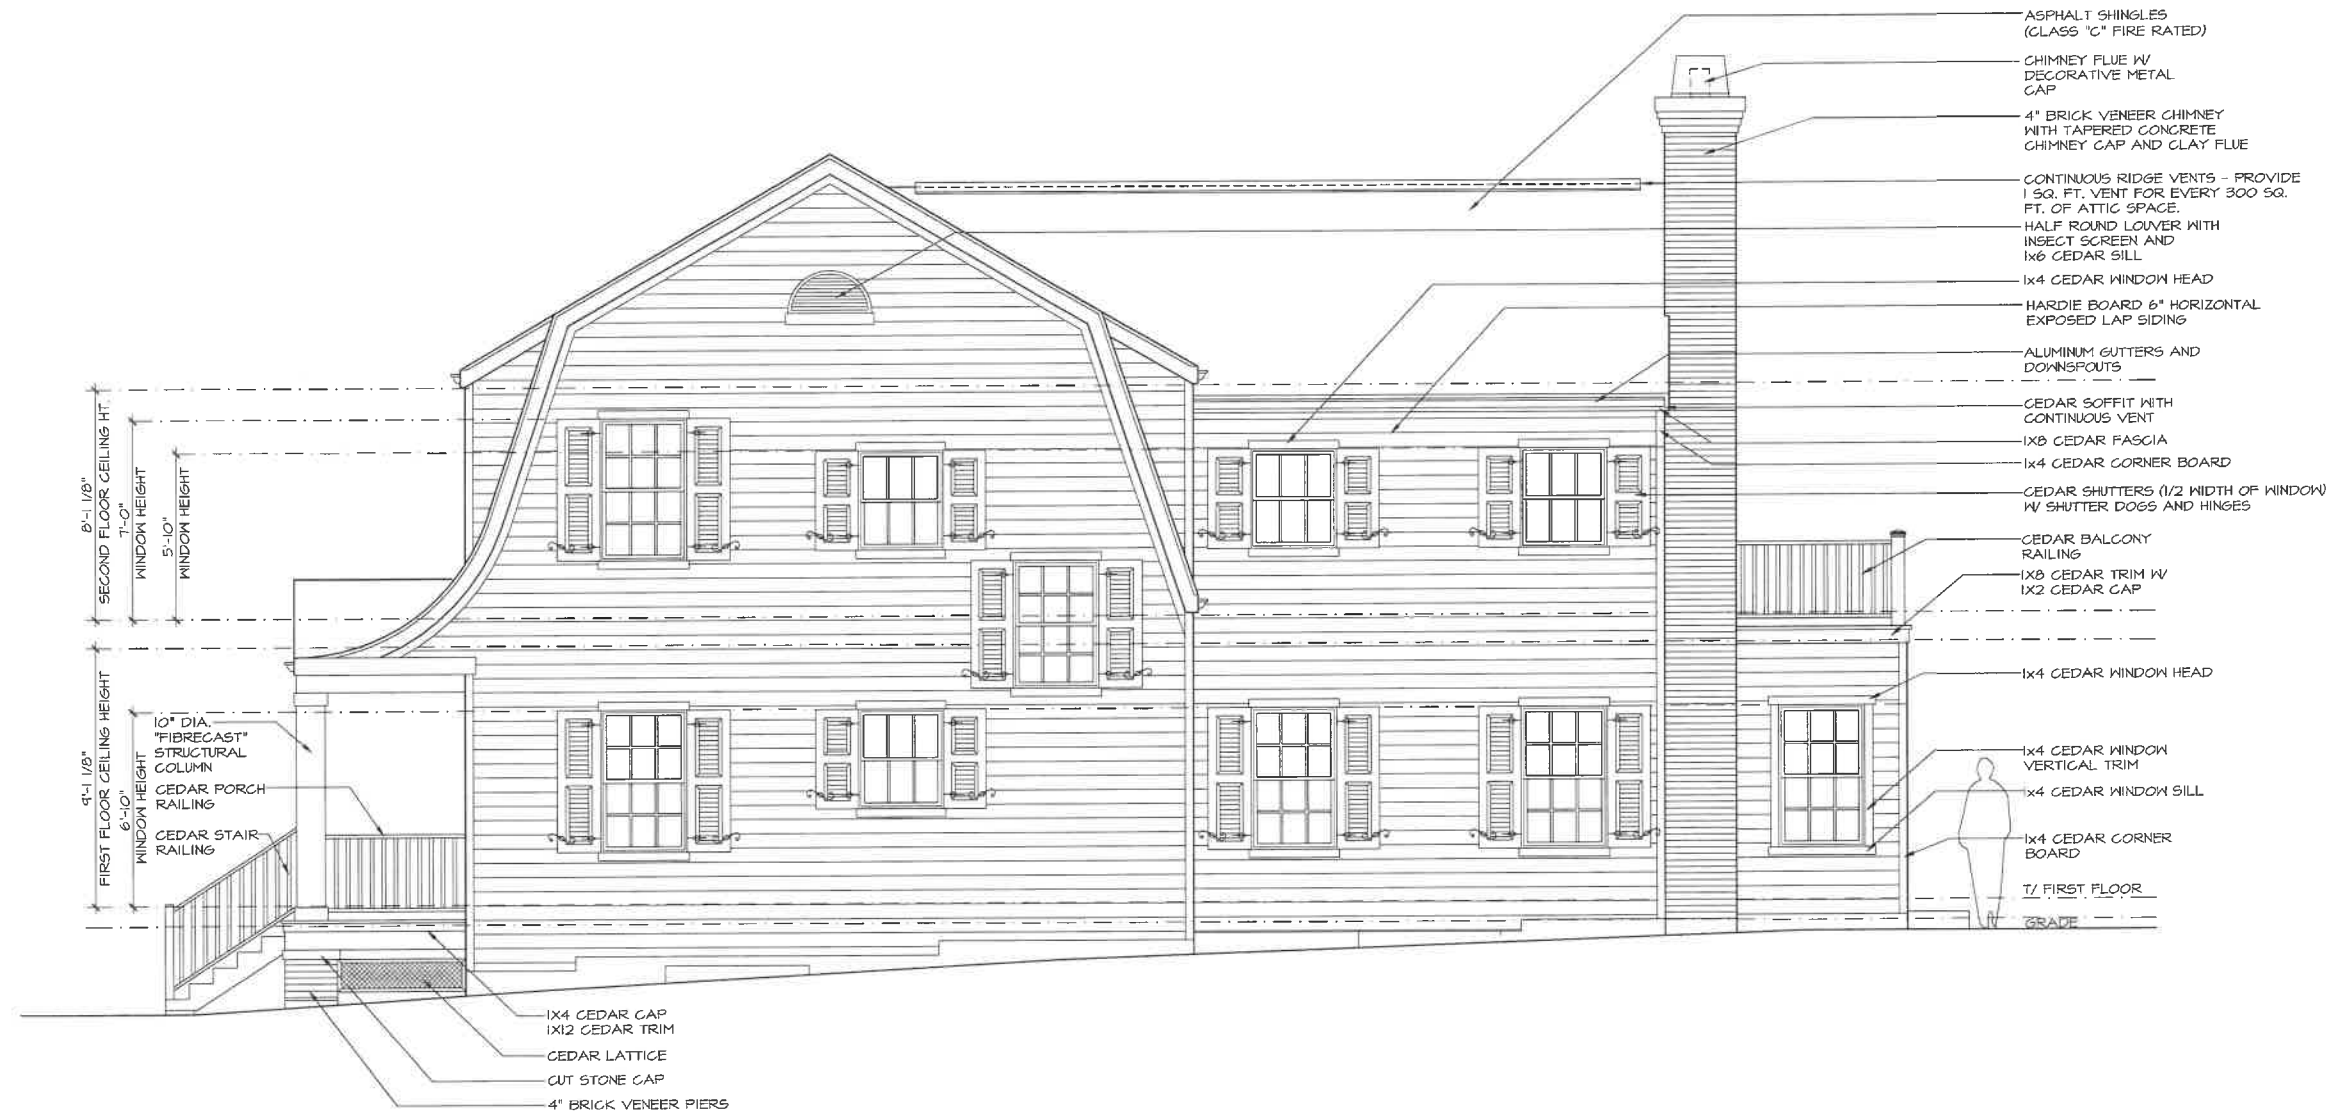 ASPHALT SHINGLES
(CLASS "C" FIRE RATED)
CHIMNEY FLUE W/
DECORATIVE METAL
CAP
4" BRICK VENEER CHIMNEY
WITH TAPERED CONCRETE
CHIMNEY CAP AND CLAY FLUE
CONTINUOUS RIDGE VENTS - PROVIDE
1 SQ. FT. VENT FOR EVERY 300 SQ.
FT. OF ATTIC SPACE.
HALF ROUND LOUVER WITH
INSECT SCREEN AND
1x6 CEDAR SILL
1x4 CEDAR WINDOW HEAD
HARDIE BOARD 6" HORIZONTAL
EXPOSED LAP SIDING
ALUMINUM GUTTERS AND
DOWNSPOUTS
CEDAR SOFFIT WITH
CONTINUOUS VENT
1X8 CEDAR FASCIA
1x4 CEDAR CORNER BOARD
CEDAR SHUTTERS (1/2 WIDTH OF WINDOW)
W/ SHUTTER DOGS AND HINGES
CEDAR BALCONY
RAILING
1X8 CEDAR TRIM W/
1X2 CEDAR CAP
1x4 CEDAR WINDOW HEAD
1x4 CEDAR WINDOW
VERTICAL TRIM
1x4 CEDAR WINDOW SILL
1x4 CEDAR CORNER
BOARD
T/ FIRST FLOOR
GRADE
8'-1 1/8"
SECOND FLOOR CEILING HT.
7'-0"
WINDOW HEIGHT
5'-10"
WINDOW HEIGHT
9'-1 1/8"
FIRST FLOOR CEILING HEIGHT
6'-10"
WINDOW HEIGHT
10" DIA.
"FIBRECAST"
STRUCTURAL
COLUMN
CEDAR PORCH
RAILING
CEDAR STAIR
RAILING
1X4 CEDAR CAP
1X12 CEDAR TRIM
CEDAR LATTICE
CUT STONE CAP
4" BRICK VENEER PIERS